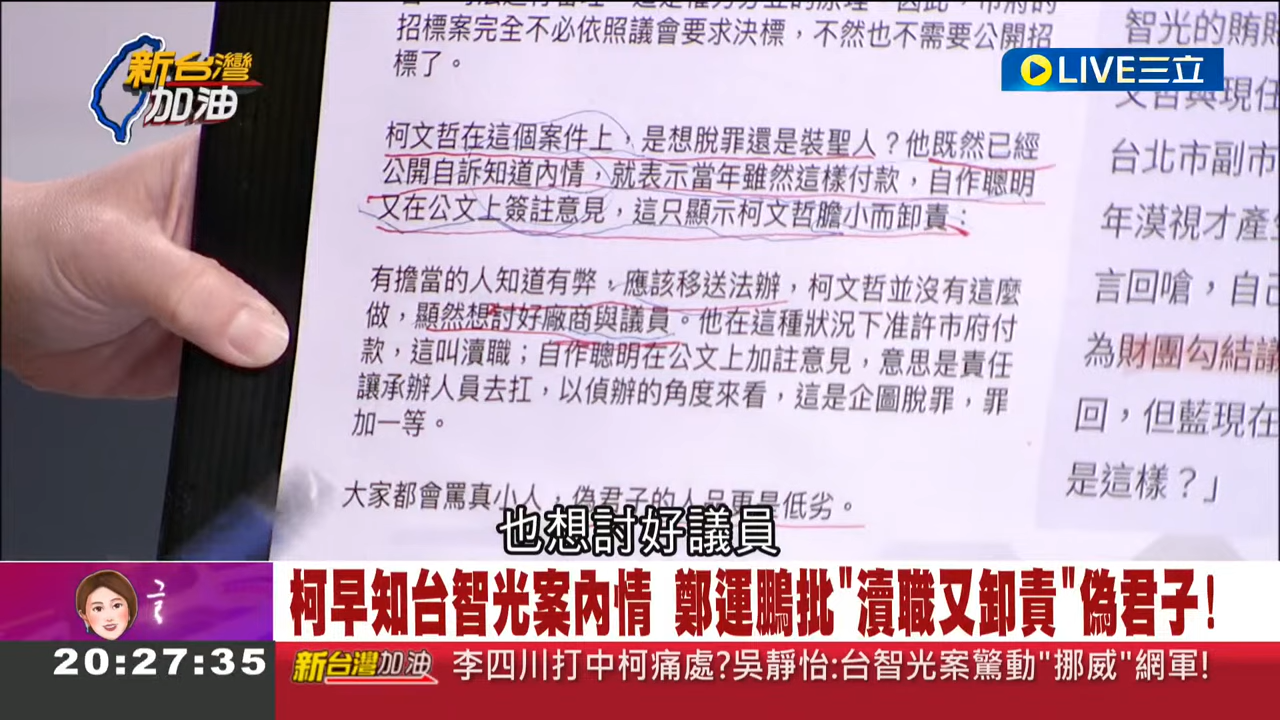 招標案完全不必依照議會要求決標，不然也不需要公開招
標了。
柯文哲在這個案件上，是想脫罪還是裝聖人？他既然已經
公開自訴知道內情，就表示當年雖然這樣付款，自作聰明
又在公文上簽註意見，這只顯示柯文哲膽小而卸責；
有擔當的人知道有弊，應該移送法辦，柯文哲並沒有這麼
做，顯然想討好廠商與議員。他在這種狀況下准許市府付
款，這叫瀆職；自作聰明在公文上加註意見，意思是責任
讓承辦人員去扛，以偵辦的角度來看，這是企圖脫罪，罪
加一等。
大家都會罵真小人，偽君子的人品更是低劣。
智光的賄
台北市副市
年漠視才產
言回嗆，自己
為財團勾結議
回，但藍現在
是這樣？」
新台灣
加油
LIVE三立
也想討好議員
柯早知台智光案內情 鄭運鵬批"瀆職又卸責"偽君子!
20:27:35
新台灣加油 李四川打中柯痛處?吳靜怡:台智光案驚動"挪威"網軍!